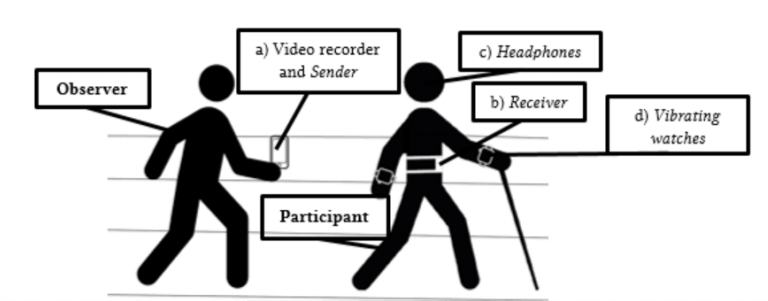 Observer
a) Video recorder
and Sender
c) Headphones
b) Receiver
d) Vibrating
watches
Participant